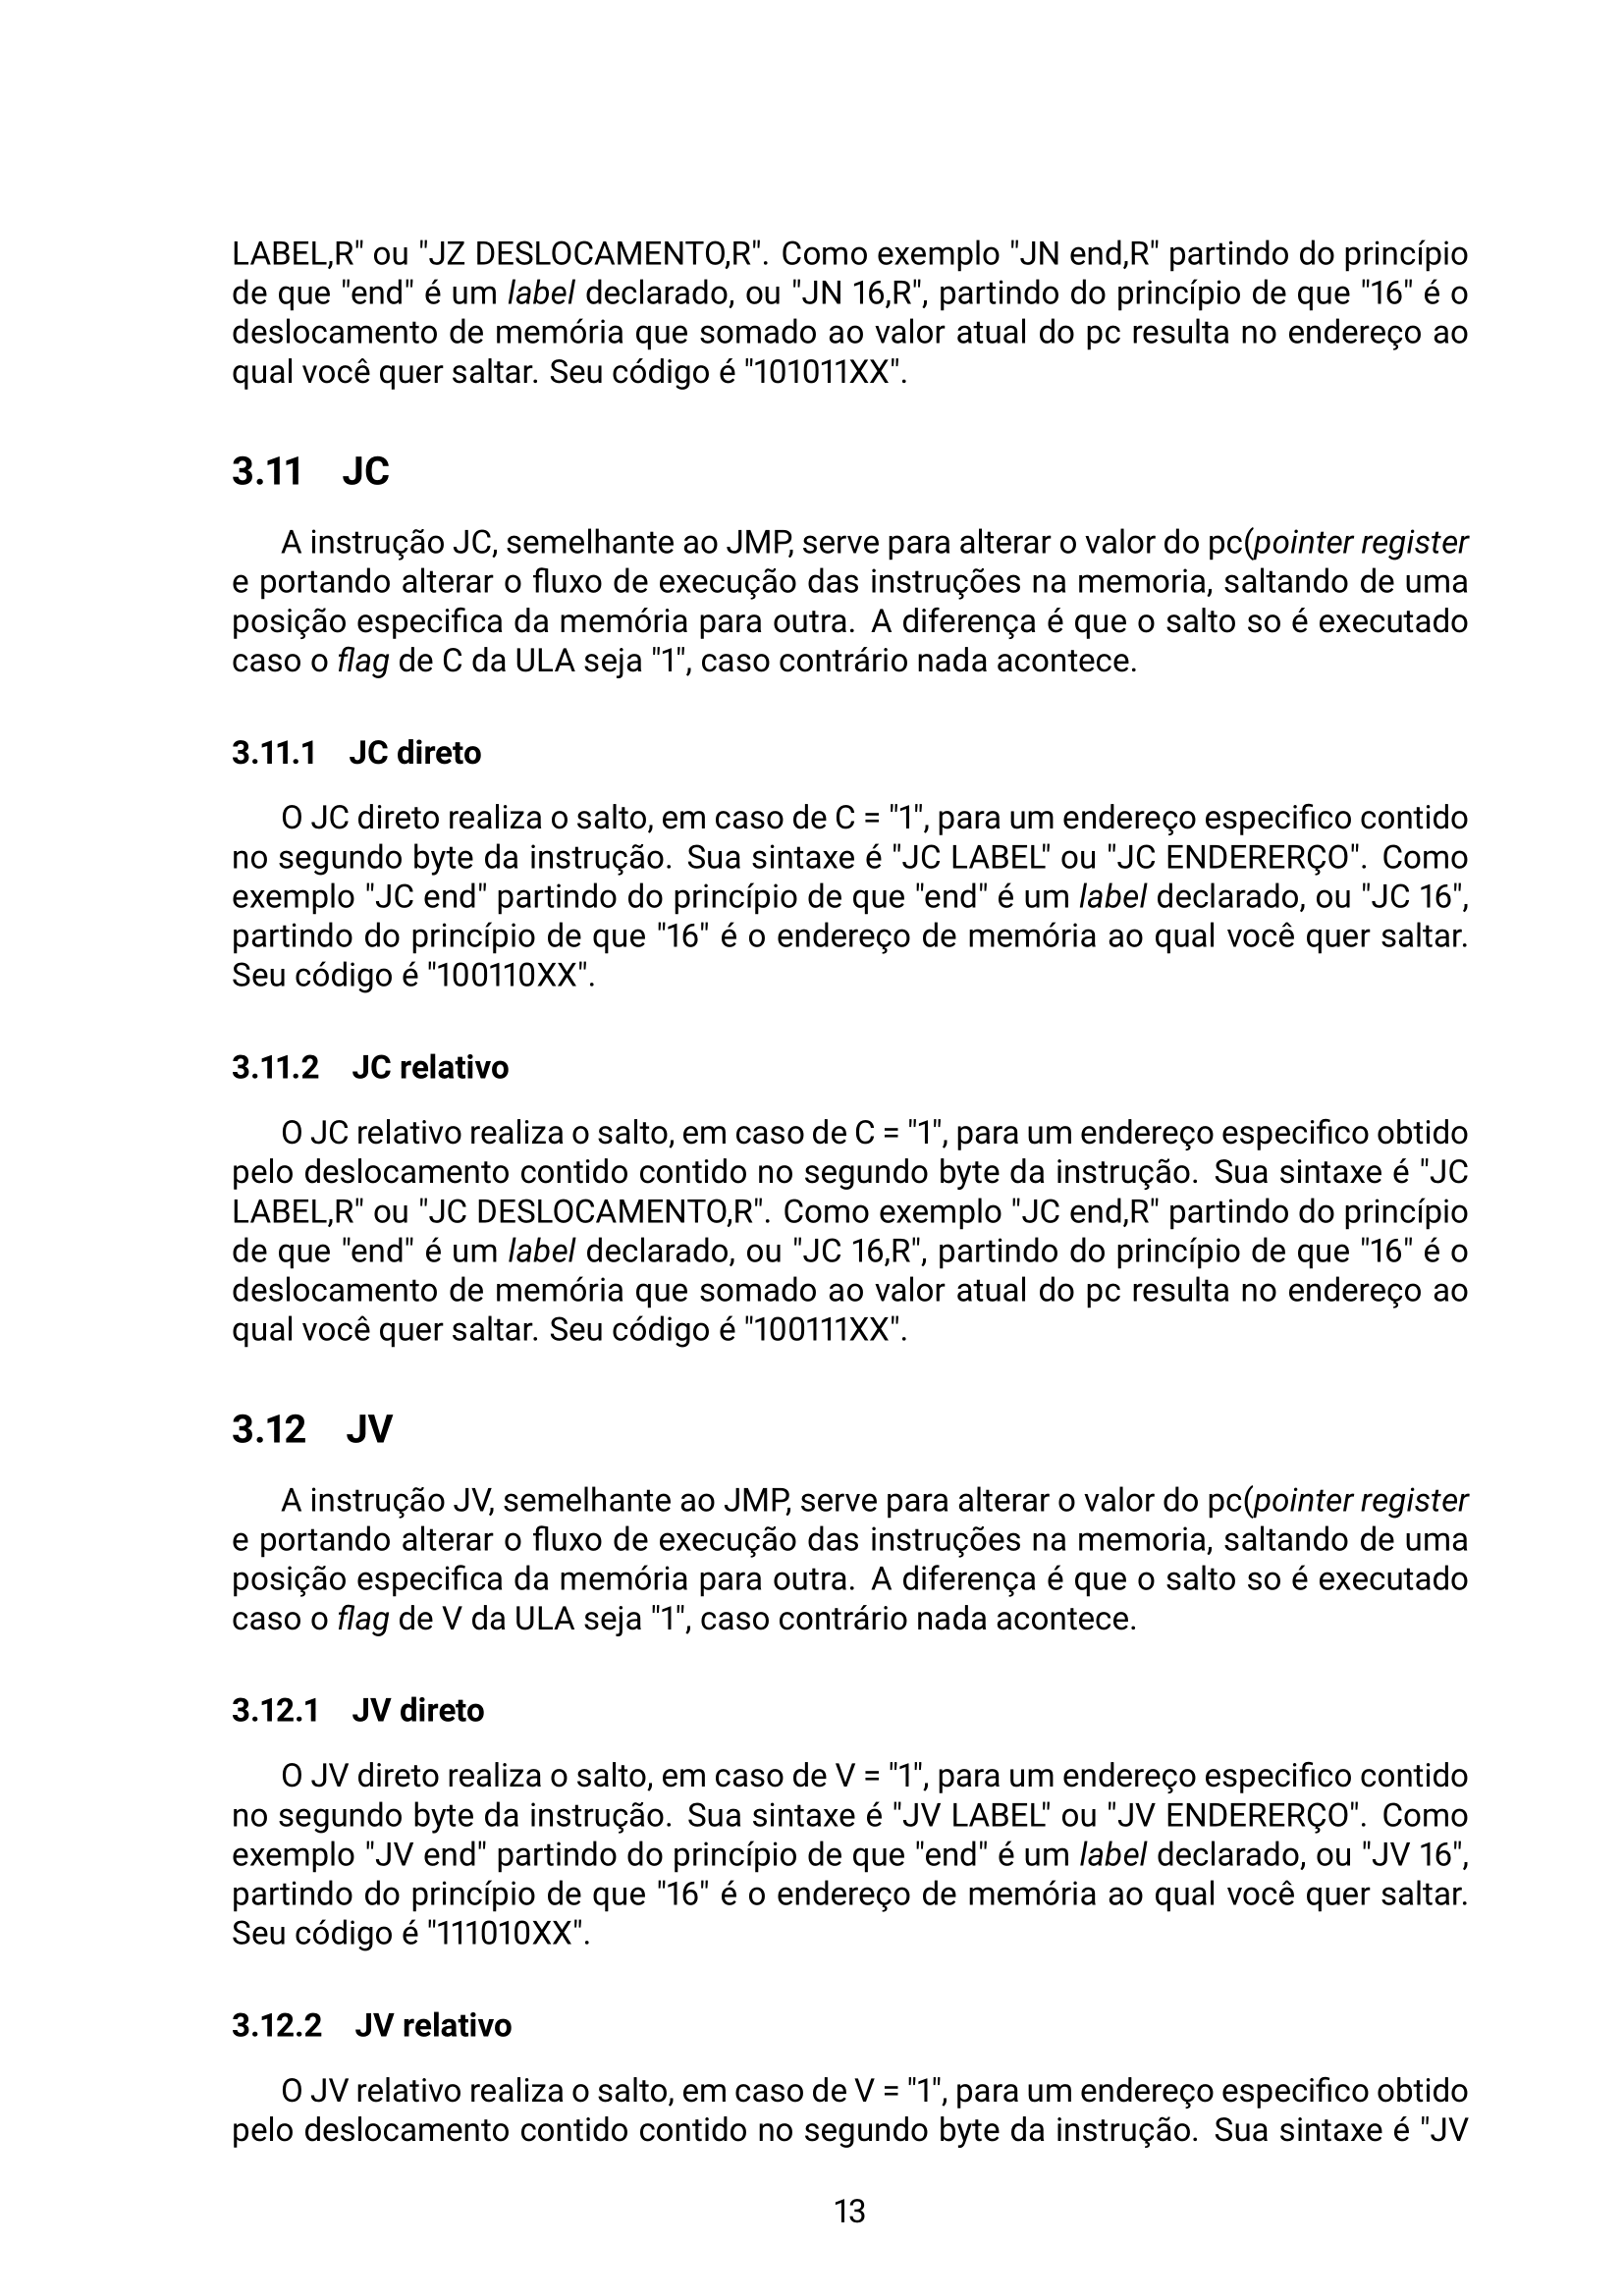 LABEL,R" ou "JZ DESLOCAMENTO,R". Como exemplo "JN end,R" partindo do princípio
de que "end" é um label declarado, ou "JN 16,R", partindo do princípio de que "16" é o
deslocamento de memória que somado ao valor atual do pc resulta no endereço ao
qual você quer saltar. Seu código é "101011XX".
3.11 JC
A instrução JC, semelhante ao JMP, serve para alterar o valor do pc(pointer register
e portando alterar o fluxo de execução das instruções na memoria, saltando de uma
posição especifica da memória para outra. A diferença é que o salto so é executado
caso o flag de C da ULA seja "1", caso contrário nada acontece.
3.11.1 JC direto
O JC direto realiza o salto, em caso de C = "1", para um endereço especifico contido
no segundo byte da instrução. Sua sintaxe é "JC LABEL" ou "JC ENDERERÇO". Como
exemplo "JC end" partindo do princípio de que "end" é um label declarado, ou "JC 16",
partindo do princípio de que "16" é o endereço de memória ao qual você quer saltar.
Seu código é "100110XX".
3.11.2 JC relativo
O JC relativo realiza o salto, em caso de C = "1", para um endereço especifico obtido
pelo deslocamento contido contido no segundo byte da instrução. Sua sintaxe é "JC
LABEL,R" ou "JC DESLOCAMENTO,R". Como exemplo "JC end,R" partindo do princípio
de que "end" é um label declarado, ou "JC 16,R", partindo do princípio de que "16" é o
deslocamento de memória que somado ao valor atual do pc resulta no endereço ao
qual você quer saltar. Seu código é "100111XX".
3.12 JV
A instrução JV, semelhante ao JMP, serve para alterar o valor do pc(pointer register
e portando alterar o fluxo de execução das instruções na memoria, saltando de uma
posição especifica da memória para outra. A diferença é que o salto so é executado
caso o flag de V da ULA seja "1", caso contrário nada acontece.
3.12.1 JV direto
O JV direto realiza o salto, em caso de V = "1", para um endereço especifico contido
no segundo byte da instrução. Sua sintaxe é "JV LABEL" ou "JV ENDERERÇO". Como
exemplo "JV end" partindo do princípio de que "end" é um label declarado, ou "JV 16",
partindo do princípio de que "16" é o endereço de memória ao qual você quer saltar.
Seu código é "111010XX".
3.12.2 JV relativo
O JV relativo realiza o salto, em caso de V = "1", para um endereço especifico obtido
pelo deslocamento contido contido no segundo byte da instrução. Sua sintaxe é "JV
13